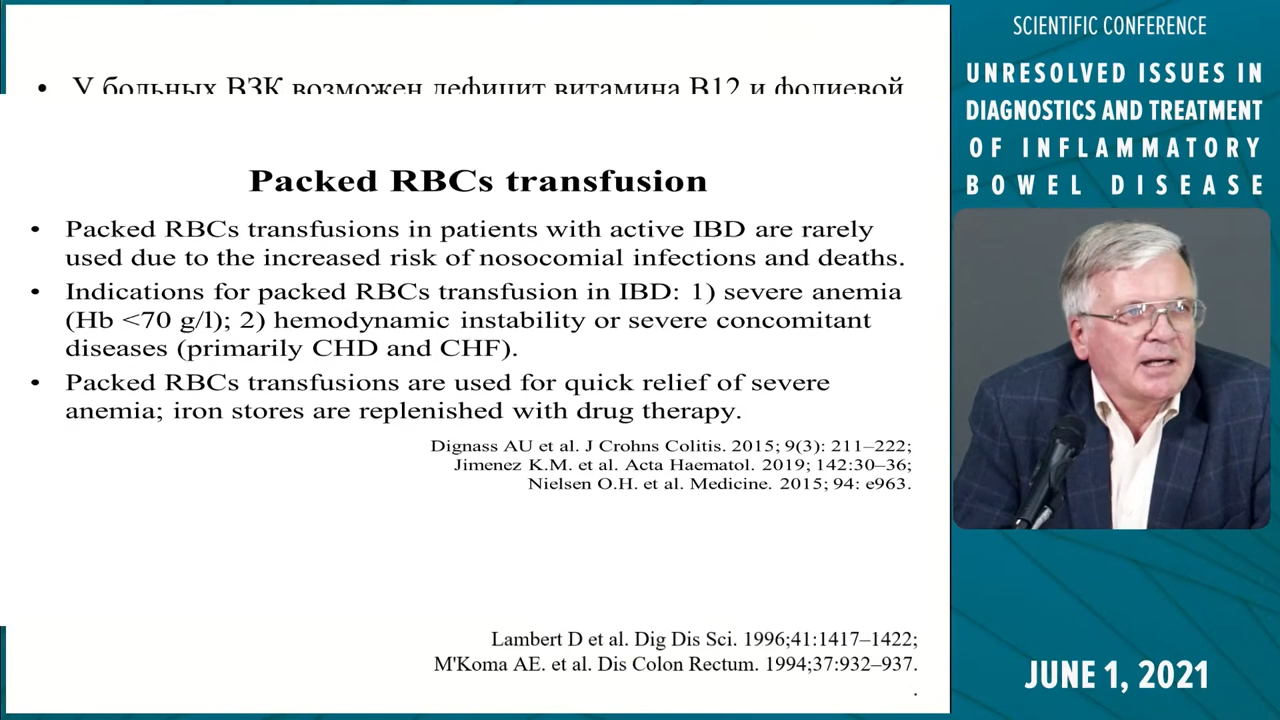 • У больных ВЗК возможен дефицит витамина В12 и фолиевой
Packed RBCs transfusion
• Packed RBCs transfusions in patients with active IBD are rarely
used due to the increased risk of nosocomial infections and deaths.
• Indications for packed RBCs transfusion in IBD: 1) severe anemia
(Hb <70 g/l); 2) hemodynamic instability or severe concomitant
diseases (primarily CHD and CHF).
• Packed RBCs transfusions are used for quick relief of severe
anemia; iron stores are replenished with drug therapy.
Dignass AU et al. J Crohns Colitis. 2015; 9(3): 211–222;
Jimenez K.M. et al. Acta Haematol. 2019; 142:30–36;
Nielsen O.H. et al. Medicine. 2015; 94: e963.
Lambert D et al. Dig Dis Sci. 1996;41:1417–1422;
M'Koma AE. et al. Dis Colon Rectum. 1994;37:932–937.
.
SCIENTIFIC CONFERENCE
UNRESOLVED ISSUES IN
DIAGNOSTICS AND TREATMENT
OF INFLAMMATORY
BOWEL DISEASE
JUNE 1, 2021